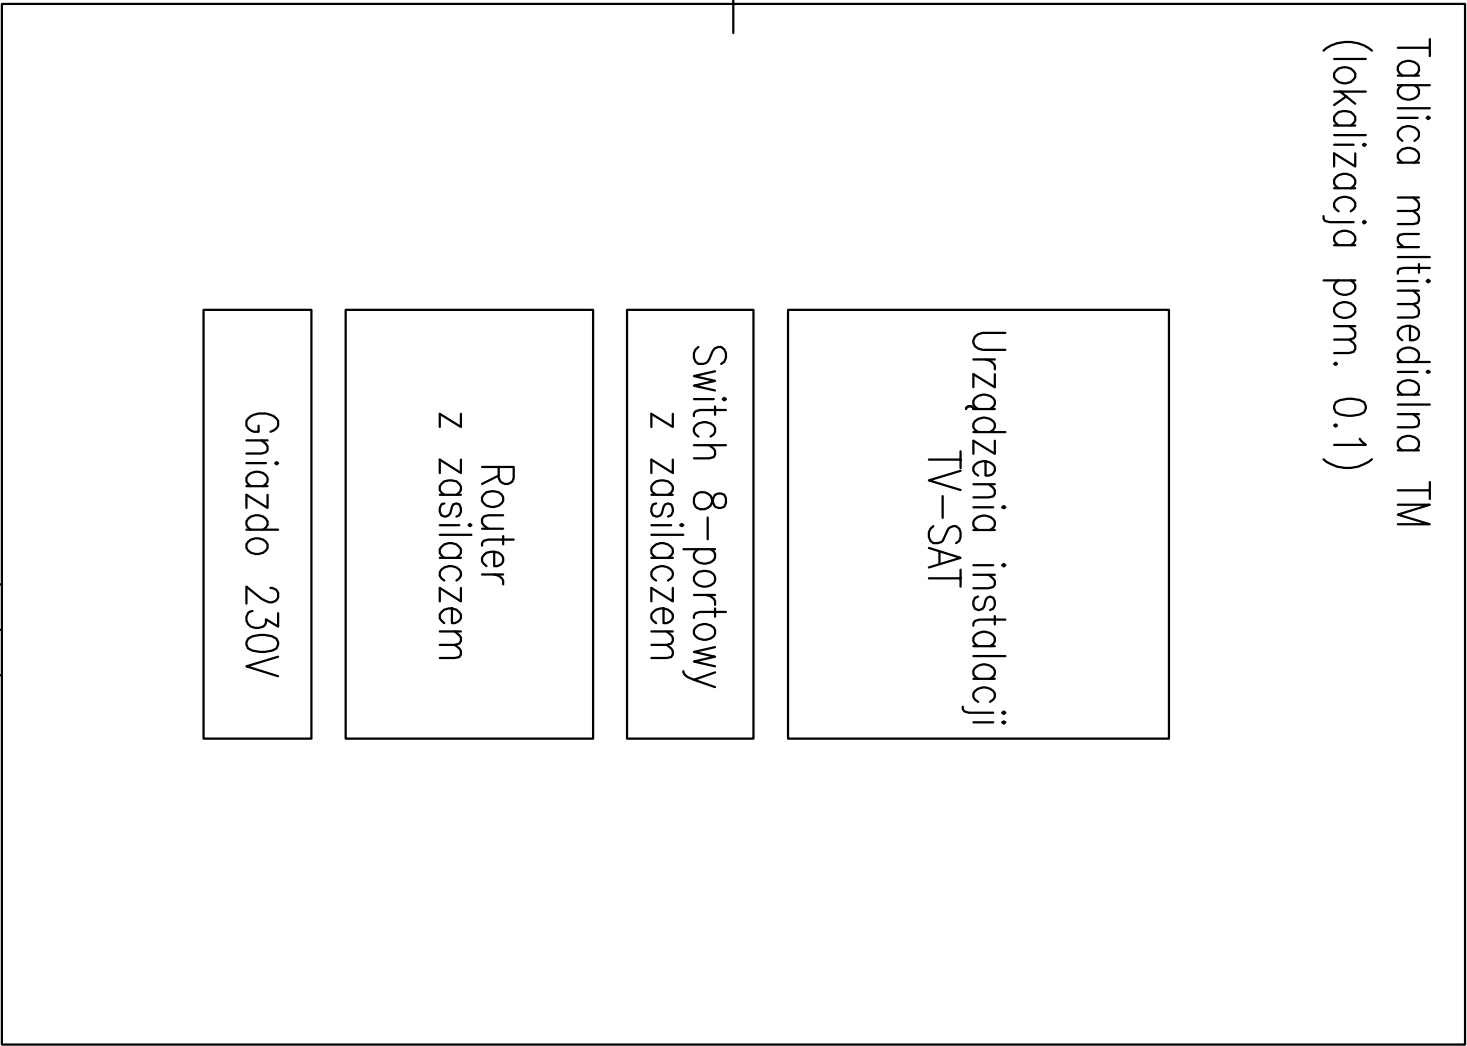 Tablica multimedialna TM
(lokalizacja pom. 0.1)
Urządzenia instalacji
TV-SAT
Switch 8-portowy
z zasilaczem
Router
z zasilaczem
Gniazdo 230V